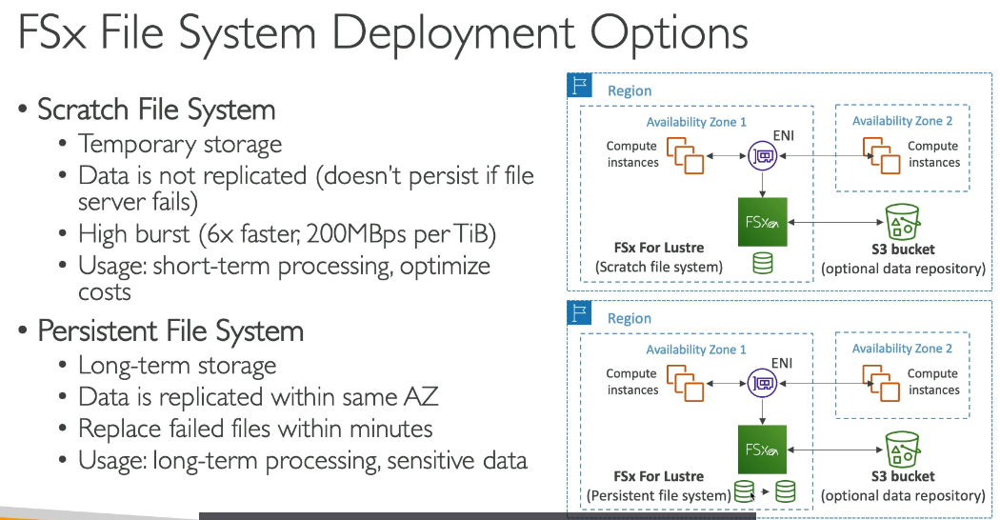 FSx File System Deployment Options
• Scratch File System
• Temporary storage
• Data is not replicated (doesn’t persist if file
server fails)
• High burst (6x faster, 200MBps per TiB)
• Usage: short-term processing, optimize
costs
• Persistent File System
• Long-term storage
• Data is replicated within same AZ
• Replace failed files within minutes
• Usage: long-term processing, sensitive data
Region
Availability Zone 1
Compute
instances
ENI
FSx
FSx For Lustre
(Scratch file system)
Availability Zone 2
Compute
instances
S3 bucket
(optional data repository)
Region
Availability Zone 1
Compute
instances
ENI
FSx
FSx For Lustre
(Persistent file system)
Availability Zone 2
Compute
instances
S3 bucket
(optional data repository)